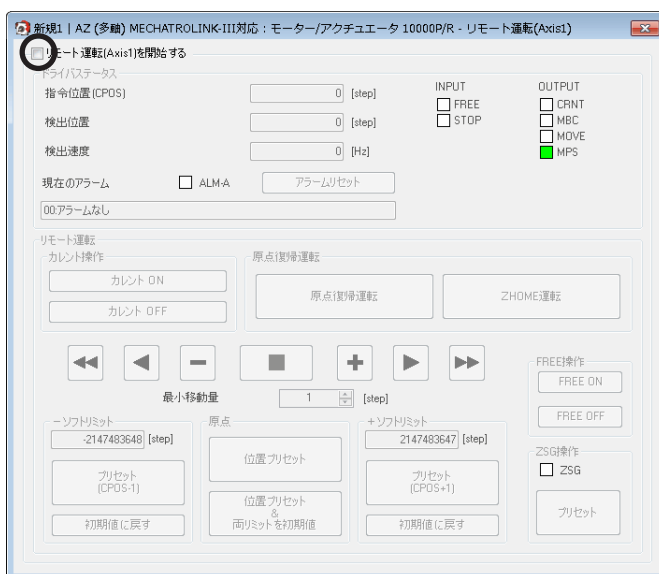 新規1 | AZ (多軸) MECHATROLINK-III対応 : モーター/アクチュエータ 10000P/R - リモート運転(Axis1)
リモート運転(Axis1)を開始する
ドライバステータス
指令位置(CPOS) 0 [step]
検出位置 0 [step]
検出速度 0 [Hz]
INPUT
FREE
STOP
OUTPUT
CRNT
MBC
MOVE
MPS
現在のアラーム ALM-A アラームリセット
00:アラームなし
リモート運転
カレント操作
カレント ON
カレント OFF
原点復帰運転
原点復帰運転 ZHOME運転
最小移動量 1 [step]
FREE操作
FREE ON
FREE OFF
-ソフトリミット
-2147483648 [step]
プリセット
(CPOS-1)
初期値に戻す
原点
位置プリセット
位置プリセット
&
両リミットを初期値
+ソフトリミット
2147483647 [step]
プリセット
(CPOS+1)
初期値に戻す
ZSG操作
ZSG
プリセット